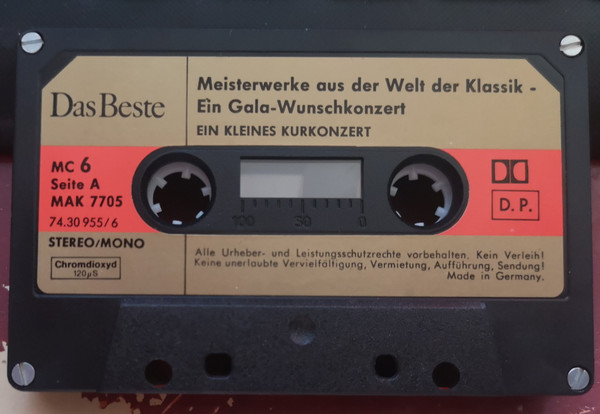 Das Beste
Meisterwerke aus der Welt der Klassik -
Ein Gala-Wunschkonzert
EIN KLEINES KURKONZERT
MC 6
Seite A
MAK 7705
74.30 955/6
100 50 0
D. P.
STEREO/MONO
Chromdioxyd
120µS
Alle Urheber- und Leistungsschutzrechte vorbehalten. Kein Verleih!
Keine unerlaubte Vervielfältigung, Vermietung, Aufführung, Sendung!
Made in Germany.